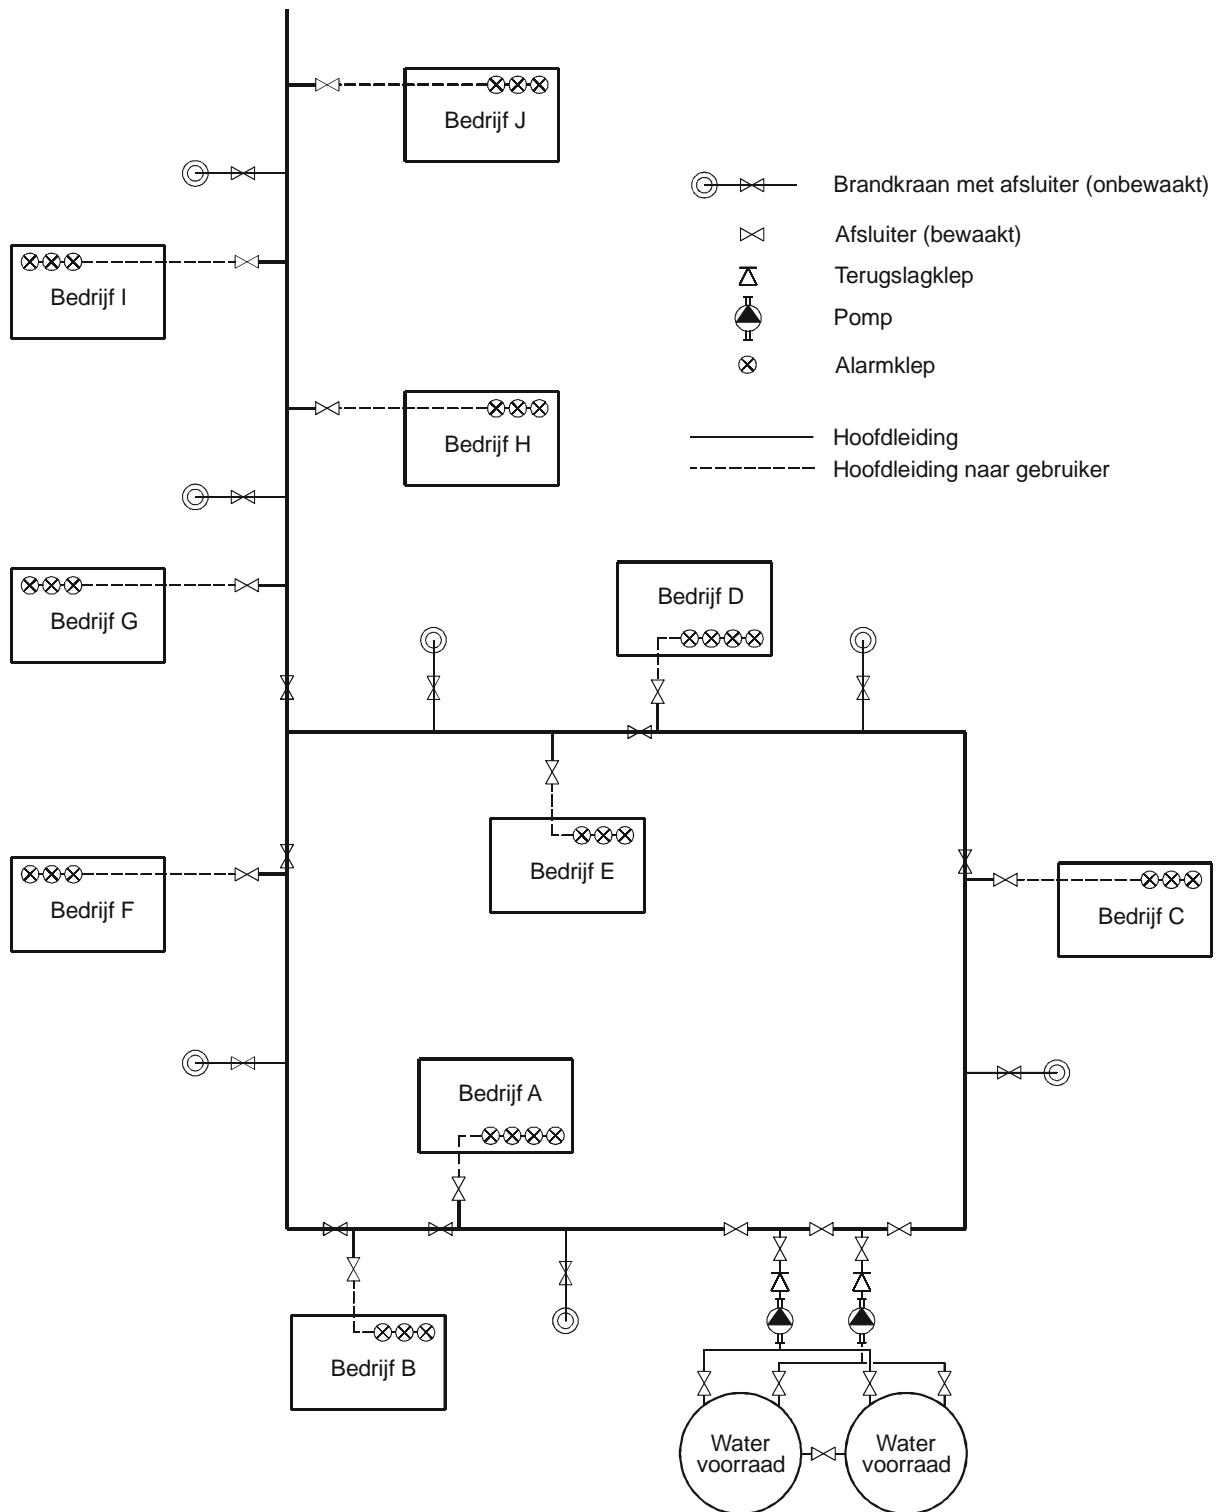 Bedrijf J
Brandkraan met afsluiter (onbewaakt)
Afsluiter (bewaakt)
Terugslagklep
Pomp
Alarmklep
Hoofdleiding
Hoofdleiding naar gebruiker
Bedrijf I
Bedrijf H
Bedrijf G
Bedrijf D
Bedrijf E
Bedrijf F
Bedrijf C
Bedrijf A
Bedrijf B
Water
voorraad
Water
voorraad